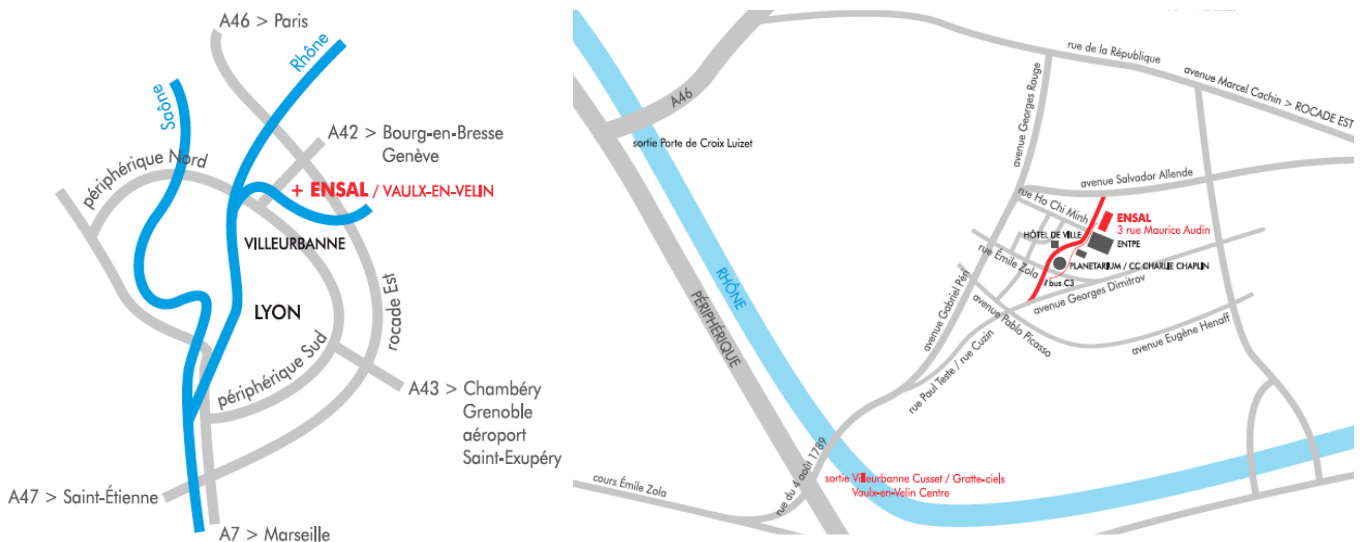 A46 > Paris
Rhône
Saône
A42 > Bourg-en-Bresse
Genève
périphérique Nord
+ ENSAL / VAULX-EN-VELIN
VILLEURBANNE
LYON
rocade Est
périphérique Sud
A43 > Chambéry
Grenoble
aéroport
Saint-Exupéry
A47 > Saint-Étienne
A7 > Marseille
rue de la République
avenue Marcel Cachin > ROCADE EST
A46
avenue Georges Rouge
sortie Porte de Croix Luizet
avenue Salvador Allende
rue Ho Chi Minh
ENSAL
3 rue Maurice Audin
HÔTEL DE VILLE
ENTPE
rue Émile Zola
PLANETARIUM / CC CHARLIE CHAPLIN
bus C3
RHÔNE
PÉRIPHÉRIQUE
avenue Georges Dimitrov
avenue Gabriel Péri
avenue Pablo Picasso
avenue Eugène Henaff
rue Paul Teste / rue Cuzin
rue du 4 août 1789
sortie Villeurbanne Cusset / Gratte-ciels
Vaulx-en-Velin Centre
cours Émile Zola